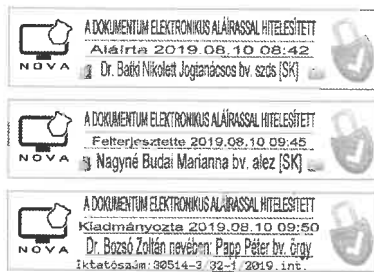 A DOKUMENTUM ELEKTRONIKUS ALÁÍRÁSSAL HITELESÍTETT
Aláírta 2019.08.10 08:42
Dr. Batki Nikolett Jogianácsos bv. szds [SK]
NOVA
A DOKUMENTUM ELEKTRONIKUS ALÁÍRÁSSAL HITELESÍTETT
Felterjesztette 2019.08.10 09:45
Nagyné Budai Marianna bv. alez [SK]
NOVA
A DOKUMENTUM ELEKTRONIKUS ALÁÍRÁSSAL HITELESÍTETT
Kiadmányozta 2019.08.10 09:50
Dr. Bozsó Zoltán nevében: Papp Péter bv. őrgy
NOVA
Iktatószám: 30514-3/32-1/2019.int.